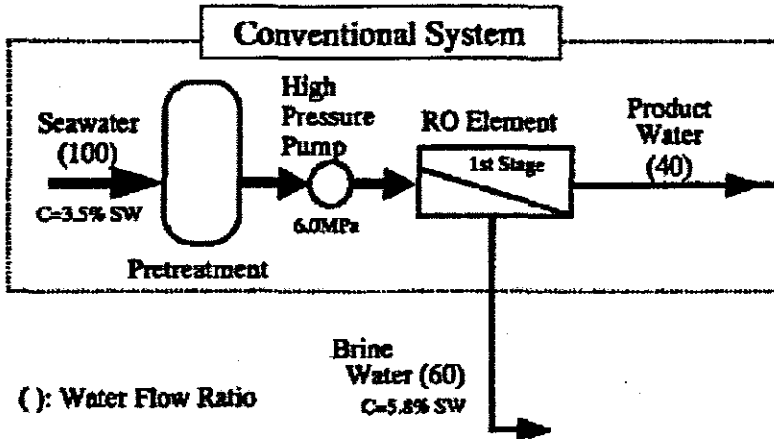 Conventional System
Seawater
(100)
C=3.5% SW
Pretreatment
High
Pressure
Pump
6.0MPa
RO Element
1st Stage
Product
Water
(40)
Brine
Water (60)
C=5.8% SW
( ): Water Flow Ratio